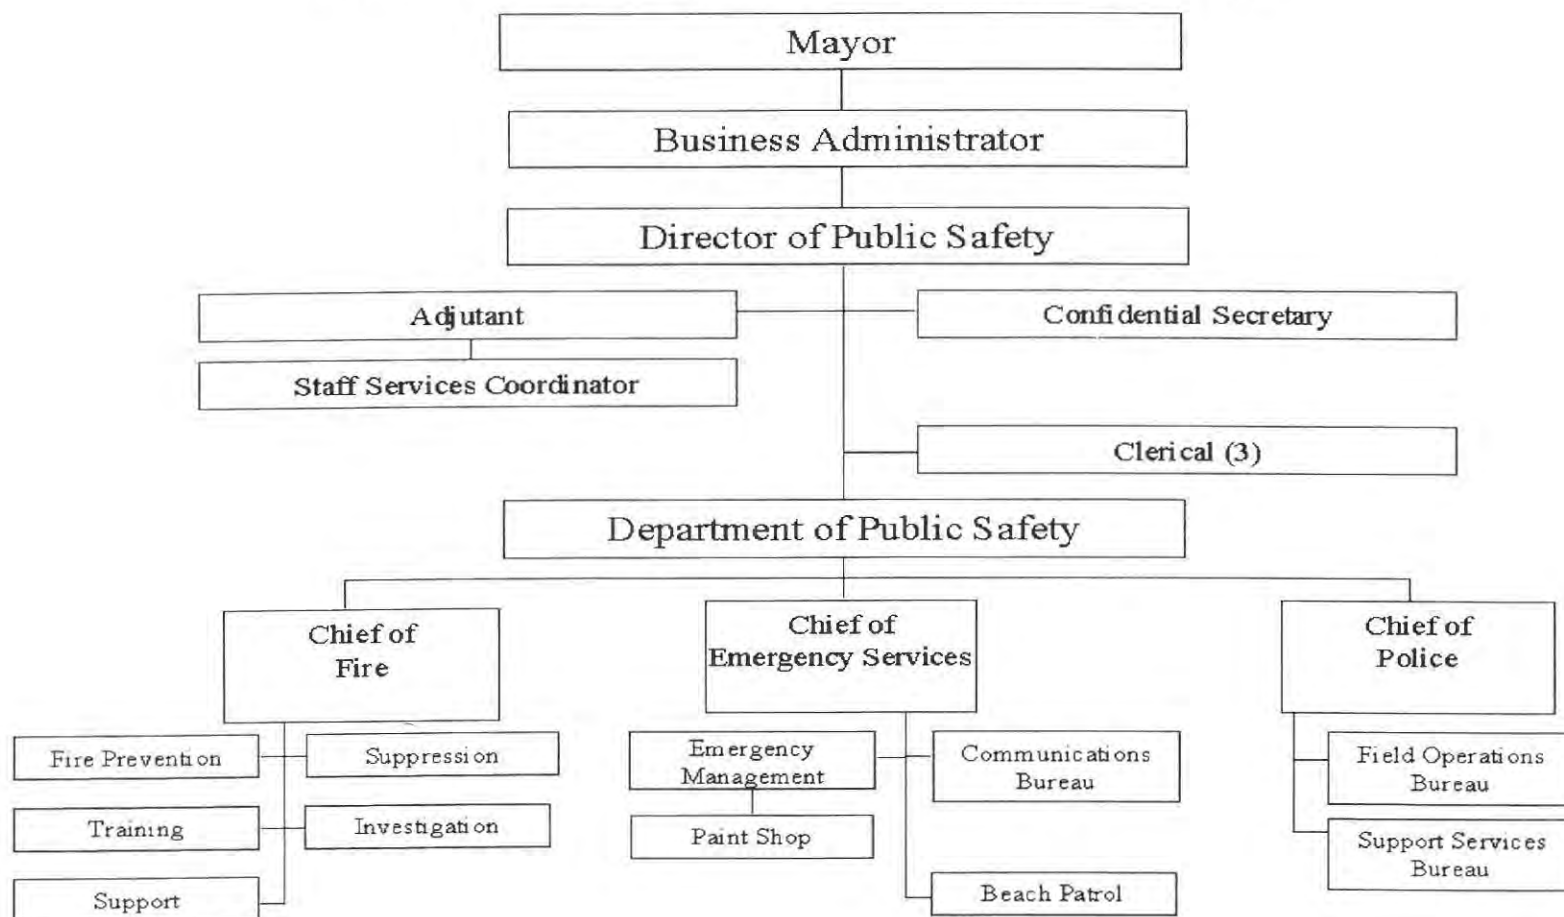 Mayor
Business Administrator
Director of Public Safety
Adjutant
Confidential Secretary
Staff Services Coordinator
Clerical (3)
Department of Public Safety
Chief of
Fire
Chief of
Emergency Services
Chief of
Police
Fire Prevention
Suppression
Training
Investigation
Support
Emergency
Management
Communications
Bureau
Paint Shop
Beach Patrol
Field Operations
Bureau
Support Services
Bureau